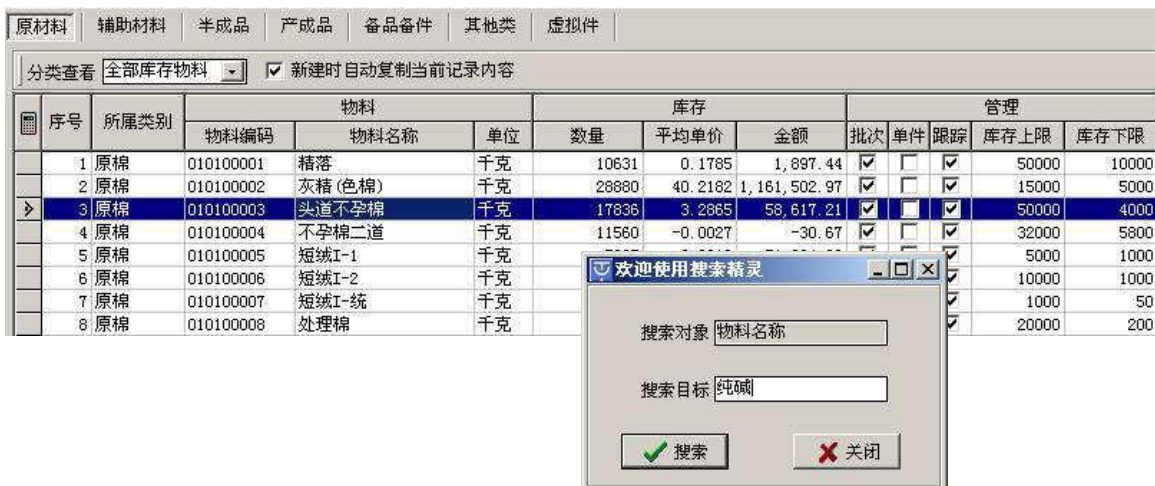 原材料 辅助材料 半成品 产成品 备品备件 其他类 虚拟件
分类查看 全部库存物料 新建时自动复制当前记录内容
序号 所属类别 物料 库存 管理
物料编码 物料名称 单位 数量 平均单价 金额 批次 单件 跟踪 库存上限 库存下限
1 原棉 010100001 精落 千克 10631 0.1785 1,897.44 50000 10000
2 原棉 010100002 灰精(色棉) 千克 28880 40.2182 1,161,502.97 15000 5000
3 原棉 010100003 头道不孕棉 千克 17836 3.2865 58,617.21 50000 4000
4 原棉 010100004 不孕棉二道 千克 11560 -0.0027 -30.67 32000 5800
5 原棉 010100005 短绒I-1 千克 5000 1000
6 原棉 010100006 短绒I-2 千克 10000 1000
7 原棉 010100007 短绒I-统 千克 1000 50
8 原棉 010100008 处理棉 千克 20000 200
欢迎使用搜索精灵
搜索对象 物料名称
搜索目标 纯碱
搜索 关闭